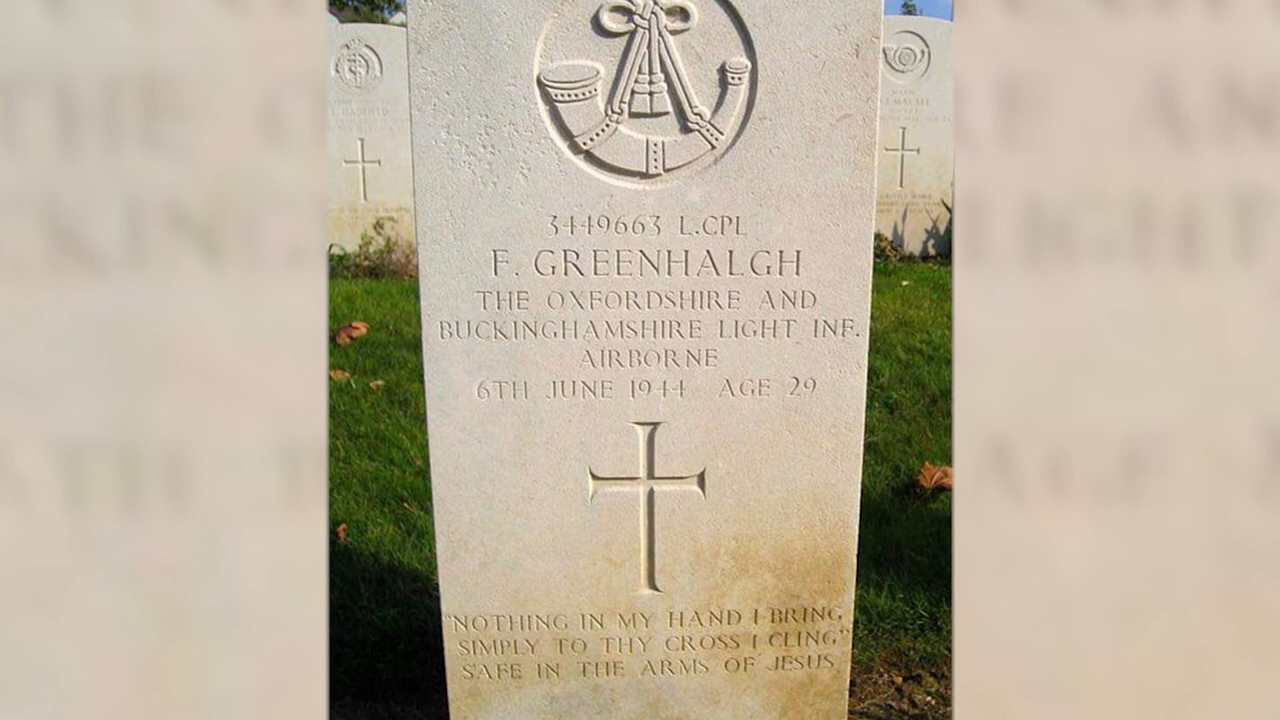 3449663 L.CPL
F. GREENHALGH
THE OXFORDSHIRE AND
BUCKINGHAMSHIRE LIGHT INF.
AIRBORNE
6TH JUNE 1944 AGE 29
"NOTHING IN MY HAND I BRING
SIMPLY TO THY CROSS I CLING"
SAFE IN THE ARMS OF JESUS